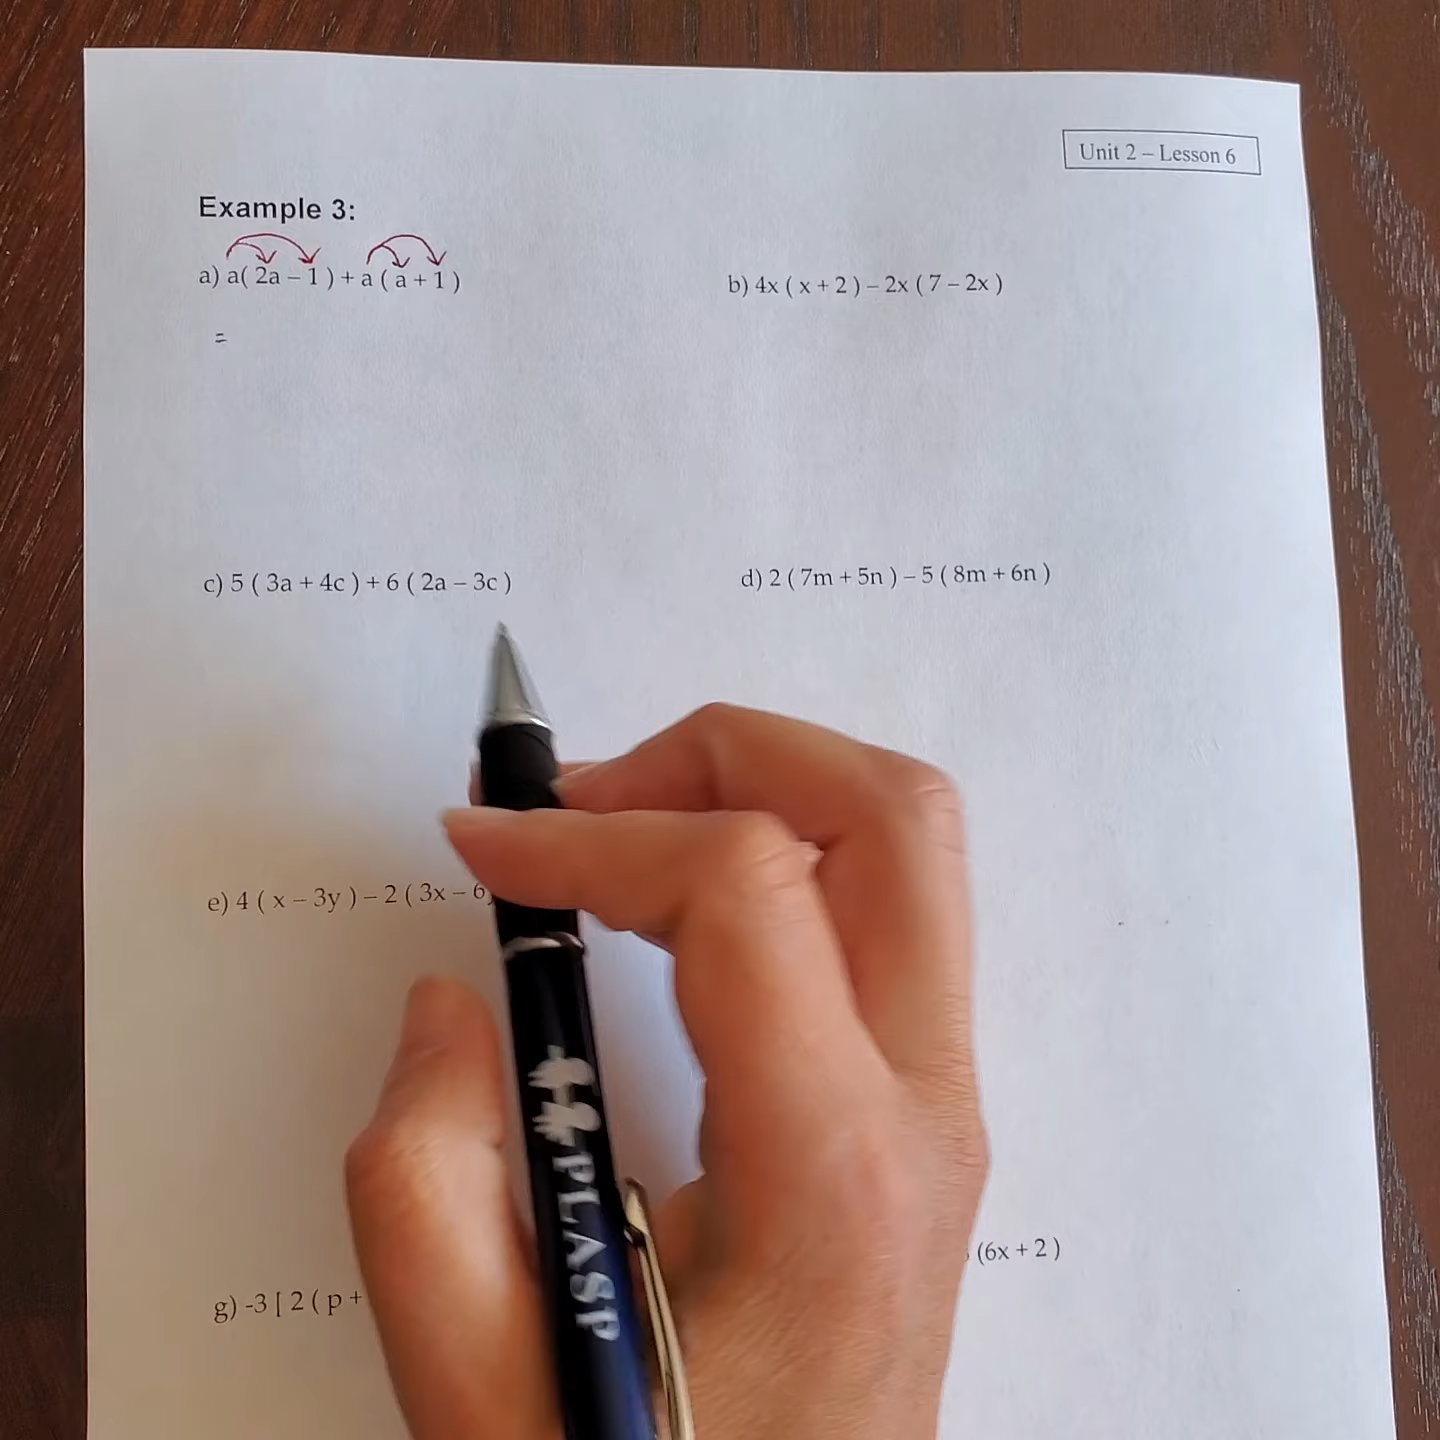 Unit 2 – Lesson 6
Example 3:
a) a( 2a – 1 ) + a ( a + 1 )
b) 4x ( x + 2 ) – 2x ( 7 – 2x )
=
c) 5 ( 3a + 4c ) + 6 ( 2a – 3c )
d) 2 ( 7m + 5n ) – 5 ( 8m + 6n )
e) 4 ( x – 3y ) – 2 ( 3x – 6
(6x + 2 )
g) -3 [ 2 ( p +
PLASP